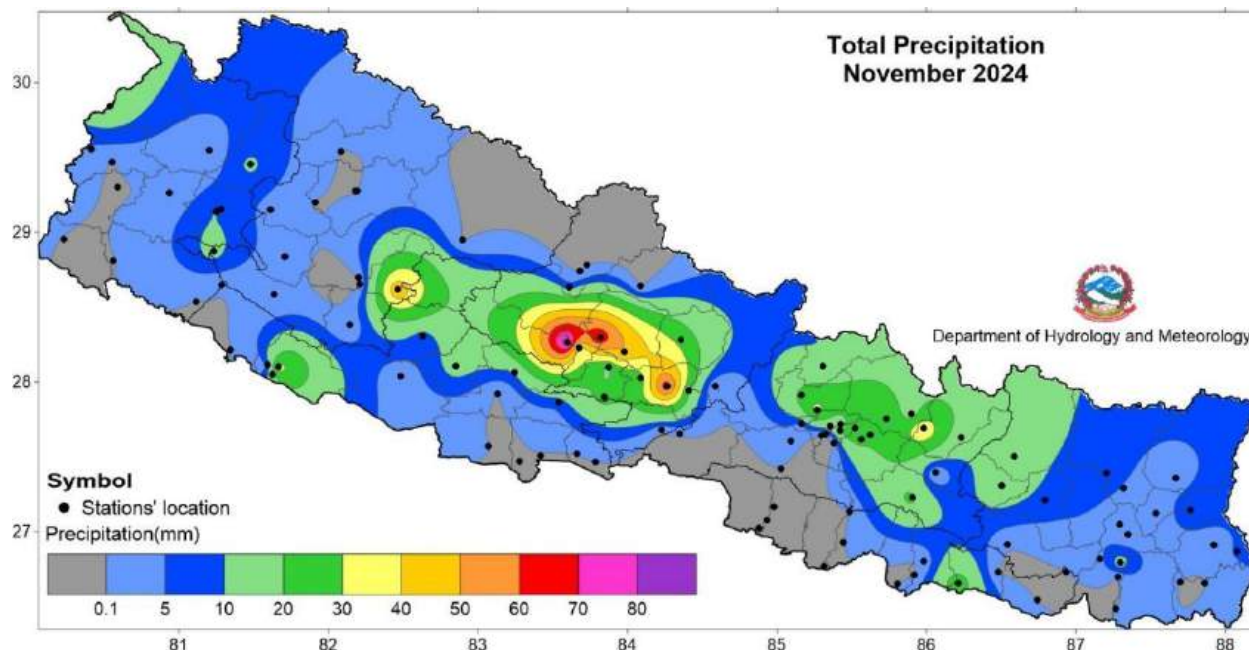 Total Precipitation
November 2024
Department of Hydrology and Meteorology
30
29
28
27
Symbol
Stations' location
Precipitation(mm)
0.1 5 10 20 30 40 50 60 70 80
81 82 83 84 85 86 87 88